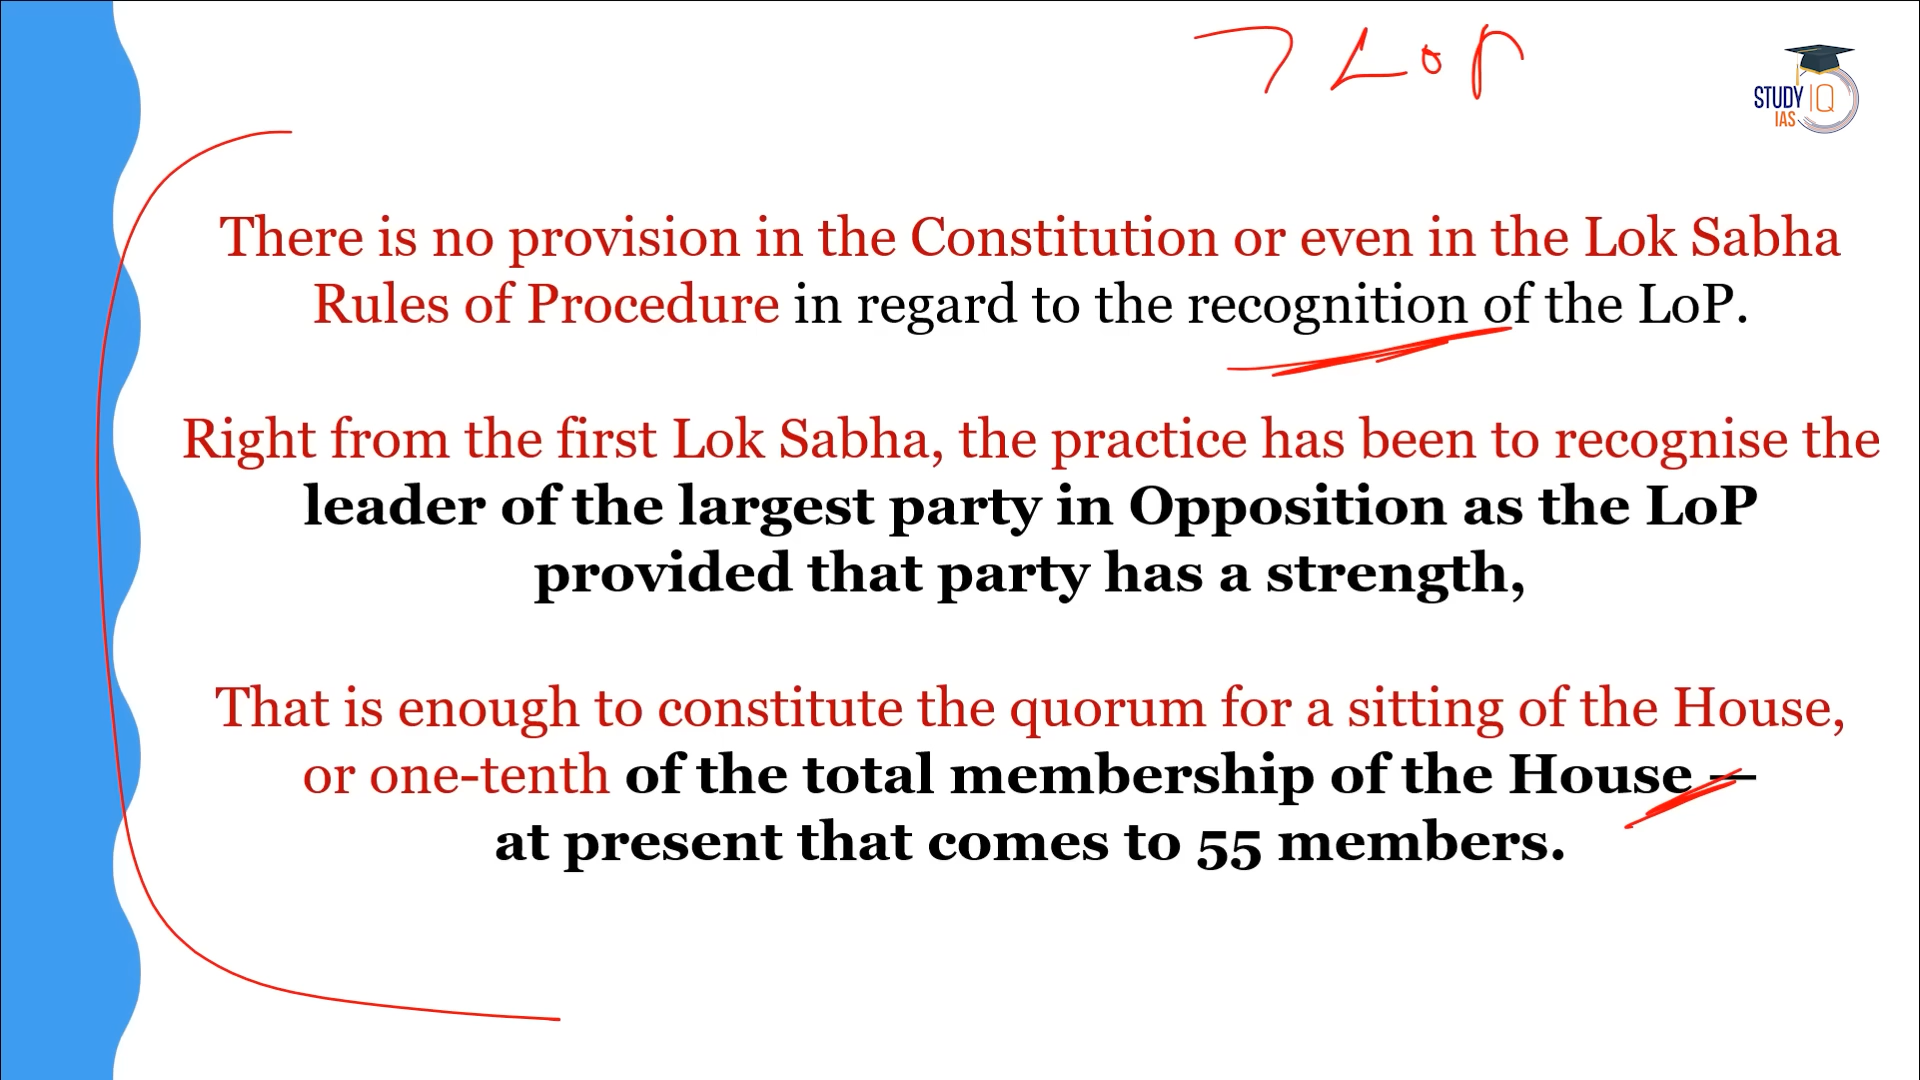 LoP
STUDY IQ
IAS
There is no provision in the Constitution or even in the Lok Sabha
Rules of Procedure in regard to the recognition of the LoP.
Right from the first Lok Sabha, the practice has been to recognise the
leader of the largest party in Opposition as the LoP
provided that party has a strength,
That is enough to constitute the quorum for a sitting of the House,
or one-tenth of the total membership of the House —
at present that comes to 55 members.